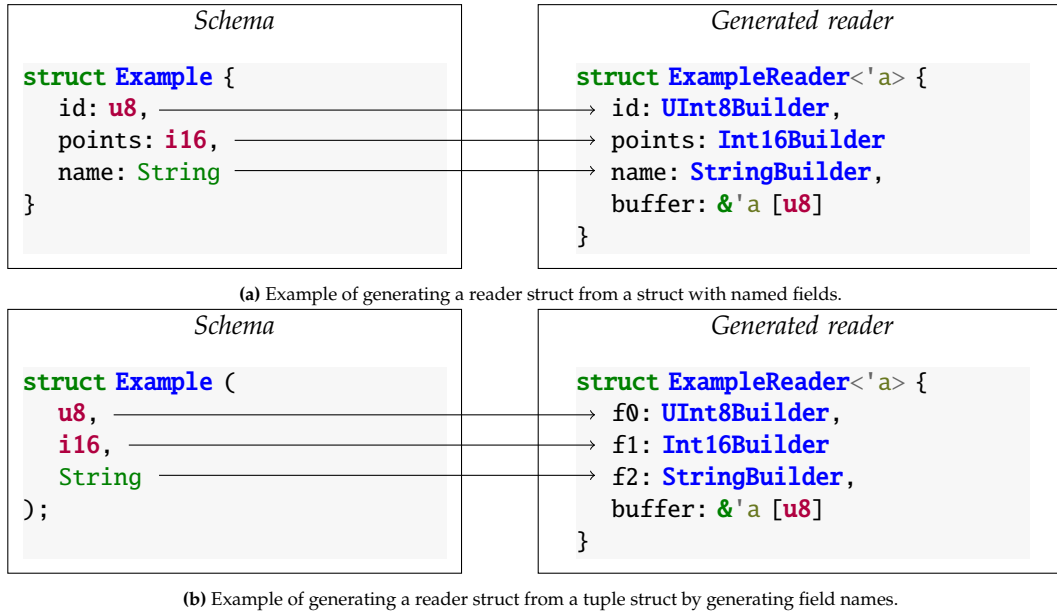 Schema
struct Example {
id: u8,
points: i16,
name: String
}
Generated reader
struct ExampleReader<'a> {
id: UInt8Builder,
points: Int16Builder
name: StringBuilder,
buffer: &'a [u8]
}
(a) Example of generating a reader struct from a struct with named fields.
Schema
struct Example (
u8,
i16,
String
);
Generated reader
struct ExampleReader<'a> {
f0: UInt8Builder,
f1: Int16Builder
f2: StringBuilder,
buffer: &'a [u8]
}
(b) Example of generating a reader struct from a tuple struct by generating field names.